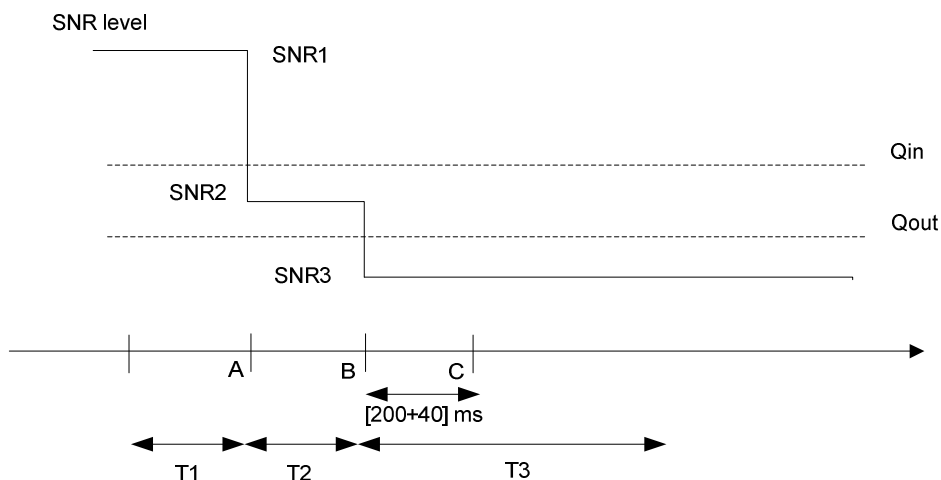 SNR level
SNR1
Qin
SNR2
Qout
SNR3
A
B
C
[200+40] ms
T1
T2
T3